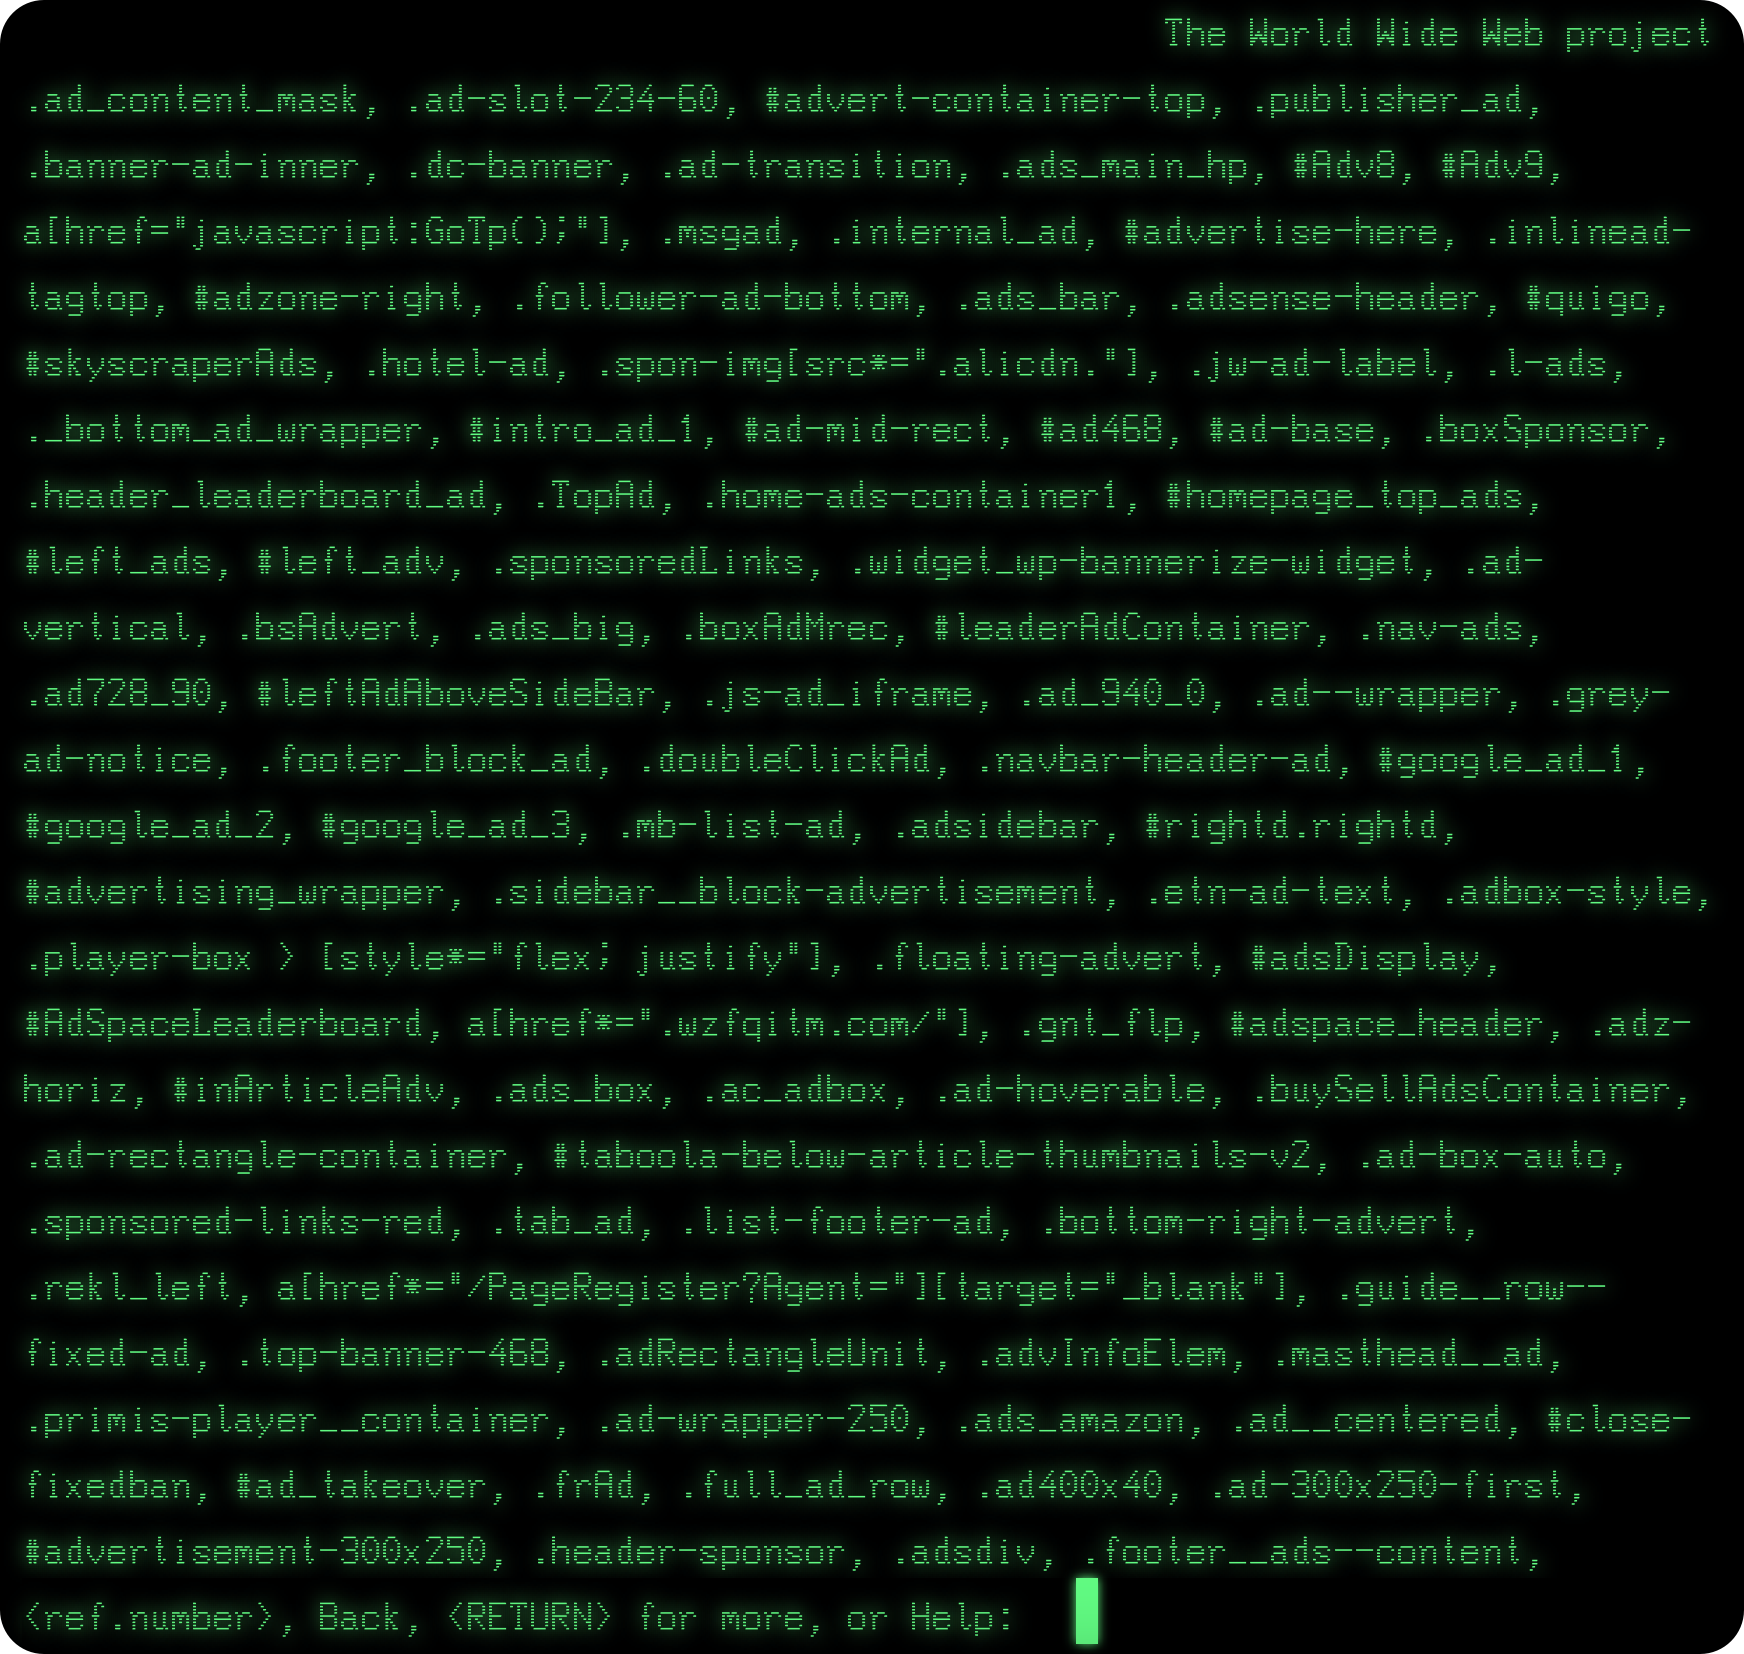 The World Wide Web project
.ad_content_mask, .ad-slot-234-60, #advert-container-top, .publisher_ad,
.banner-ad-inner, .dc-banner, .ad-transition, .ads_main_hp, #Adv8, #Adv9,
a[href="javascript:GoTp();"], .msgad, .internal_ad, #advertise-here, .inlinead-
tagtop, #adzone-right, .follower-ad-bottom, .ads_bar, .adsense-header, #quigo,
#skyscraperAds, .hotel-ad, .spon-img[src*=".alicdn."], .jw-ad-label, .l-ads,
._bottom_ad_wrapper, #intro_ad_1, #ad-mid-rect, #ad468, #ad-base, .boxSponsor,
.header_leaderboard_ad, .TopAd, .home-ads-container1, #homepage_top_ads,
#left_ads, #left_adv, .sponsoredLinks, .widget_wp-bannerize-widget, .ad-
vertical, .bsAdvert, .ads_big, .boxAdMrec, #leaderAdContainer, .nav-ads,
.ad728_90, #leftAdAboveSideBar, .js-ad_iframe, .ad_940_0, .ad--wrapper, .grey-
ad-notice, .footer_block_ad, .doubleClickAd, .navbar-header-ad, #google_ad_1,
#google_ad_2, #google_ad_3, .mb-list-ad, .adsidebar, #rightd.rightd,
#advertising_wrapper, .sidebar__block-advertisement, .etn-ad-text, .adbox-style,
.player-box > [style*="flex; justify"], .floating-advert, #adsDisplay,
#AdSpaceLeaderboard, a[href*=".wzfqitm.com/"], .gnt_flp, #adspace_header, .adz-
horiz, #inArticleAdv, .ads_box, .ac_adbox, .ad-hoverable, .buySellAdsContainer,
.ad-rectangle-container, #taboola-below-article-thumbnails-v2, .ad-box-auto,
.sponsored-links-red, .tab_ad, .list-footer-ad, .bottom-right-advert,
.rekl_left, a[href*="/PageRegister?Agent="][target="_blank"], .guide__row--
fixed-ad, .top-banner-468, .adRectangleUnit, .advInfoElem, .masthead__ad,
.primis-player__container, .ad-wrapper-250, .ads_amazon, .ad__centered, #close-
fixedban, #ad_takeover, .frAd, .full_ad_row, .ad400x40, .ad-300x250-first,
#advertisement-300x250, .header-sponsor, .adsdiv, .footer__ads--content,
<ref.number>, Back, <RETURN> for more, or Help: